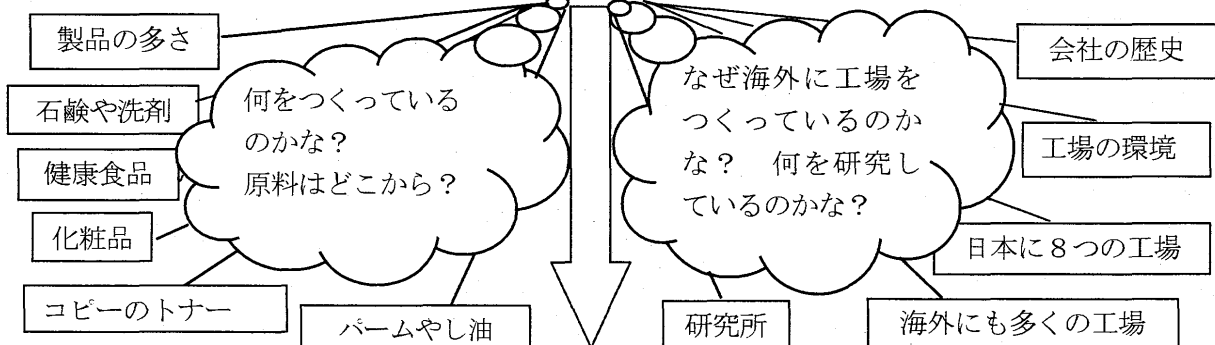 製品の多さ
石鹸や洗剤
健康食品
化粧品
コピーのトナー
パームやし油
何をつくっている
のかな？
原料はどこから？
なぜ海外に工場を
つくっているのか
な？　何を研究し
ているのかな？
会社の歴史
工場の環境
日本に８つの工場
海外にも多くの工場
研究所